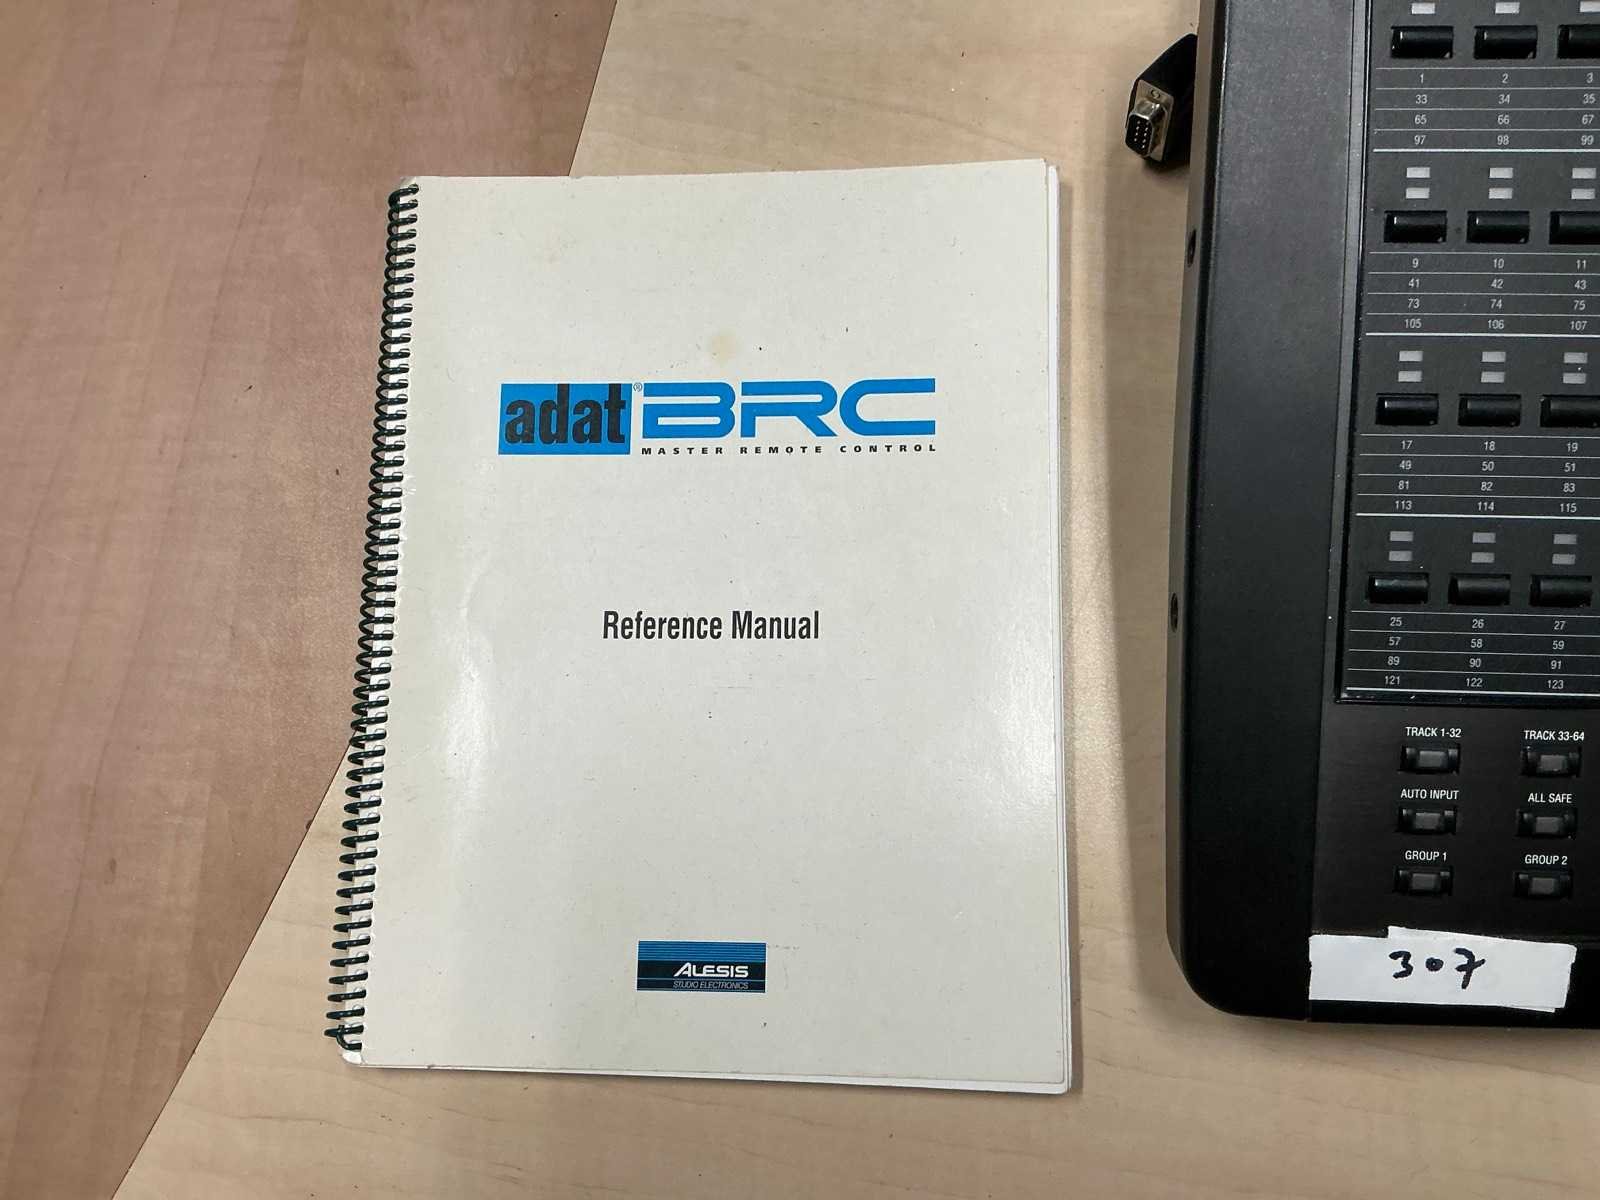 adat® BRC
MASTER REMOTE CONTROL
Reference Manual
ALESIS
STUDIO ELECTRONICS
1 2 3
33 34 35
65 66 67
97 98 99
9 10 11
41 42 43
73 74 75
105 106 107
17 18 19
49 50 51
81 82 83
113 114 115
25 26 27
57 58 59
89 90 91
121 122 123
TRACK 1-32 TRACK 33-64
AUTO INPUT ALL SAFE
GROUP 1 GROUP 2
307